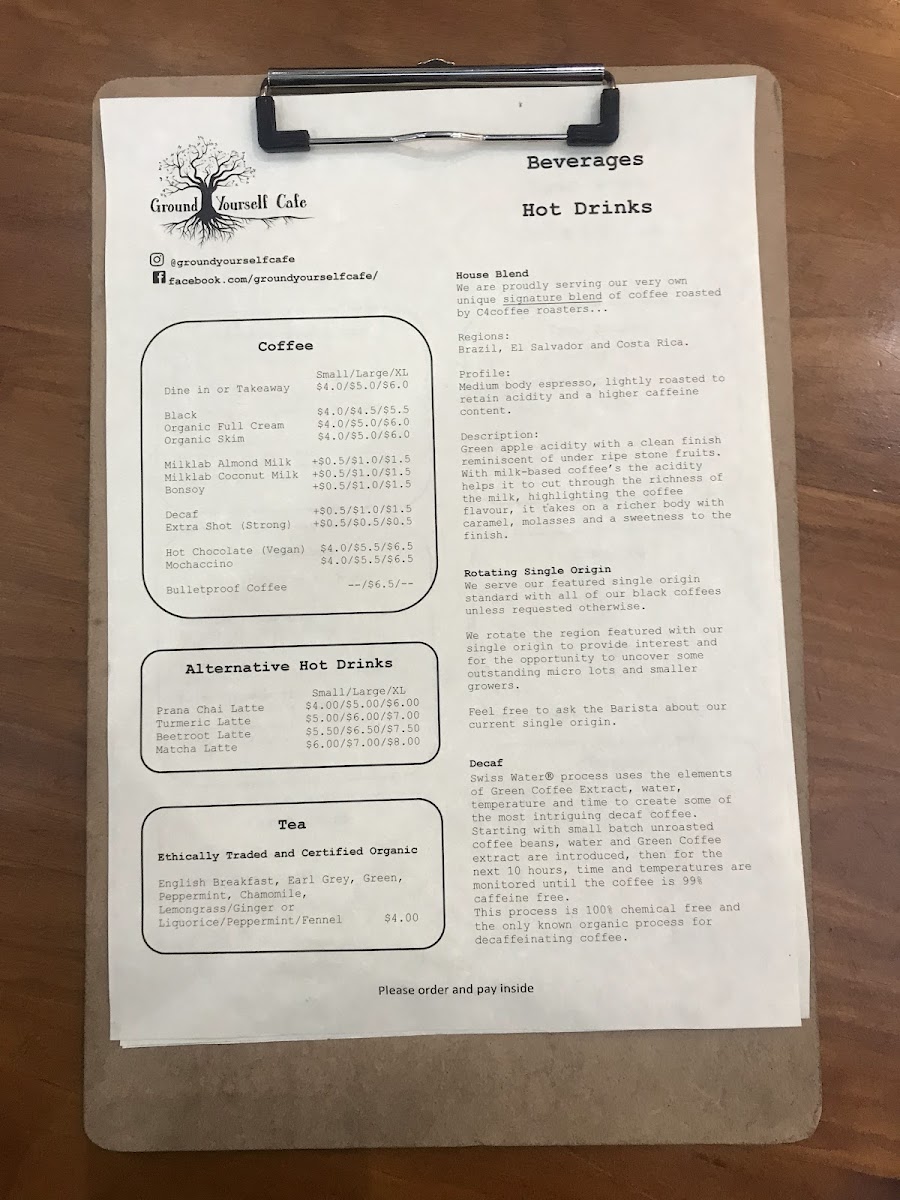 Ground Yourself Cafe
@groundyourselfcafe
facebook.com/groundyourselfcafe/
Coffee
Small/Large/XL
Dine in or Takeaway $4.0/$5.0/$6.0
Black $4.0/$4.5/$5.5
Organic Full Cream $4.0/$5.0/$6.0
Organic Skim $4.0/$5.0/$6.0
Milklab Almond Milk +$0.5/$1.0/$1.5
Milklab Coconut Milk +$0.5/$1.0/$1.5
Bonsoy +$0.5/$1.0/$1.5
Decaf +$0.5/$1.0/$1.5
Extra Shot (Strong) +$0.5/$0.5/$0.5
Hot Chocolate (Vegan) $4.0/$5.5/$6.5
Mochaccino $4.0/$5.5/$6.5
Bulletproof Coffee --/$6.5/--
Alternative Hot Drinks
Small/Large/XL
Prana Chai Latte $4.00/$5.00/$6.00
Turmeric Latte $5.00/$6.00/$7.00
Beetroot Latte $5.50/$6.50/$7.50
Matcha Latte $6.00/$7.00/$8.00
Tea
Ethically Traded and Certified Organic
English Breakfast, Earl Grey, Green,
Peppermint, Chamomile,
Lemongrass/Ginger or
Liquorice/Peppermint/Fennel $4.00
Beverages
Hot Drinks
House Blend
We are proudly serving our very own
unique signature blend of coffee roasted
by C4coffee roasters...
Regions:
Brazil, El Salvador and Costa Rica.
Profile:
Medium body espresso, lightly roasted to
retain acidity and a higher caffeine
content.
Description:
Green apple acidity with a clean finish
reminiscent of under ripe stone fruits.
With milk-based coffee's the acidity
helps it to cut through the richness of
the milk, highlighting the coffee
flavour, it takes on a richer body with
caramel, molasses and a sweetness to the
finish.
Rotating Single Origin
We serve our featured single origin
standard with all of our black coffees
unless requested otherwise.
We rotate the region featured with our
single origin to provide interest and
for the opportunity to uncover some
outstanding micro lots and smaller
growers.
Feel free to ask the Barista about our
current single origin.
Decaf
Swiss Water® process uses the elements
of Green Coffee Extract, water,
temperature and time to create some of
the most intriguing decaf coffee.
Starting with small batch unroasted
coffee beans, water and Green Coffee
extract are introduced, then for the
next 10 hours, time and temperatures are
monitored until the coffee is 99%
caffeine free.
This process is 100% chemical free and
the only known organic process for
decaffeinating coffee.
Please order and pay inside